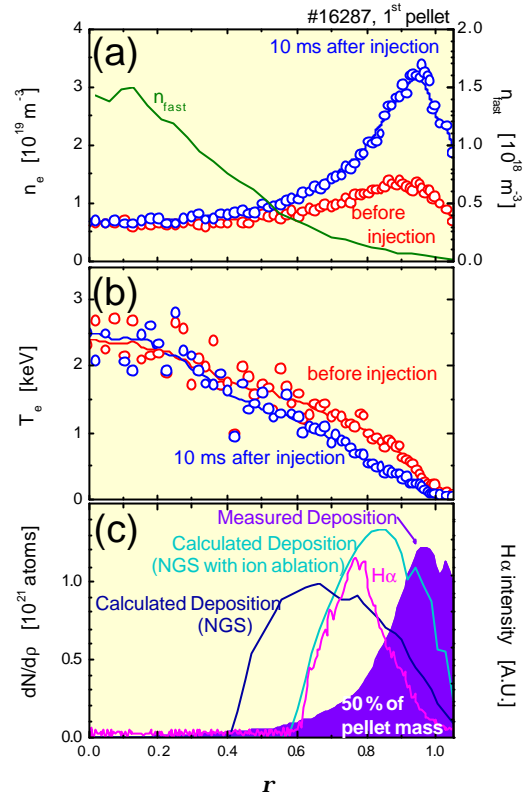 #16287, 1st pellet
(a)
10 ms after injection
nfast
before
injection
4
3
2
1
0
ne [10^19 m^-3]
2.0
1.5
1.0
0.5
0.0
nfast [10^18 m^-3]
(b)
before injection
10 ms after injection
3
2
1
0
Te [keV]
(c)
Measured Deposition
Calculated Deposition
(NGS with ion ablation)
Hα
Calculated Deposition
(NGS)
50 % of
pellet mass
1.0
0.5
0.0
dN/dρ [10^21 atoms]
Hα intensity [A.U.]
0.0 0.2 0.4 0.6 0.8 1.0
r